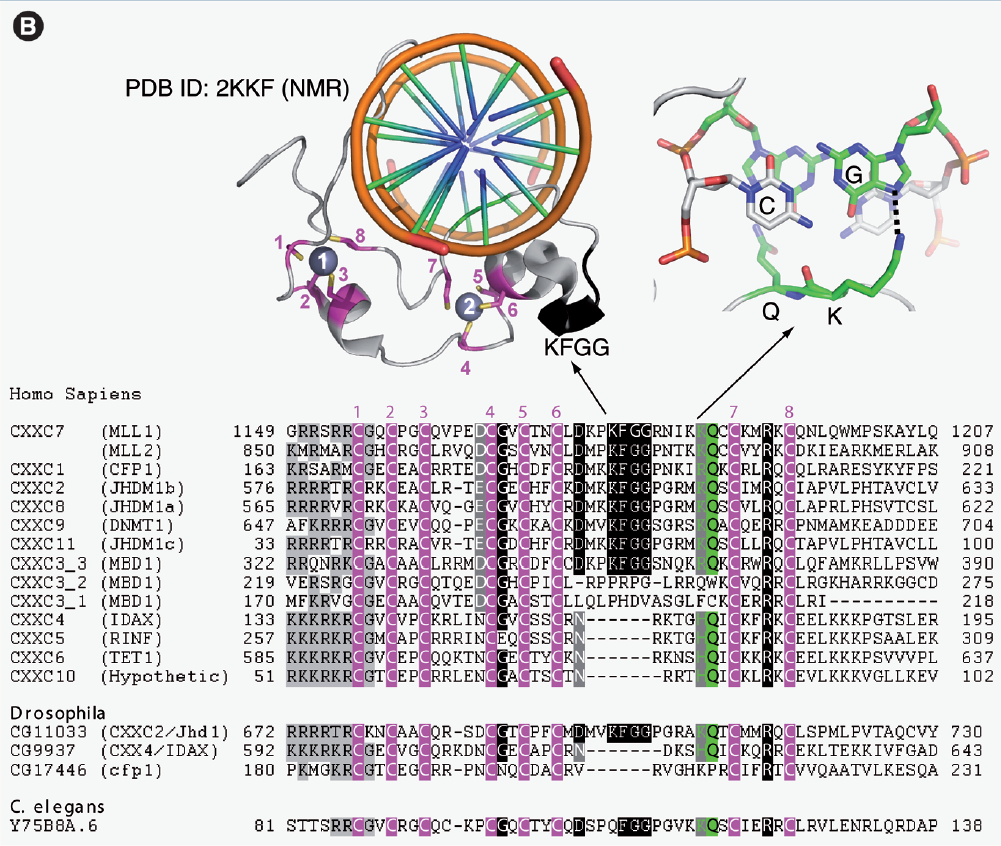 B
PDB ID: 2KKF (NMR)
G
C
1
8
1
3
2
7
5
2
6
4
Q
K
KFGG
Homo Sapiens
1 2 3 4 5 6 7 8
CXXC7 (MLL1) 1149 GRRSRRCGQCPGCQVPEDCGVCTNCLDKPKFGGRNIKKQCCKMRKCQNLQWMPSKAYLQ 1207
(MLL2) 850 KMRMARCGHCRGCLRVQDCGSCVNCLDMPKFGGPNTKKQCCVYRKCDKIEARKMERLAK 908
CXXC1 (CFP1) 163 KRSARMCGECEACRRTEDCGHCDFCRDMKKFGGPNKIRQKCRLRQCQLRARESYKYFPS 221
CXXC2 (JHDM1b) 576 RRRRTRCRKCEACLR-TECGECHFCKDMKKFGGPGRMKQSCIMRQCIAPVLPHTAVCLV 633
CXXC8 (JHDM1a) 565 RRRRVRCRKCKACVQ-GECGVCHYCRDMKKFGGPGRMKQSCVLRQCLAPRLPHSVTCSL 622
CXXC9 (DNMT1) 647 AFKRRRCGVCEVCQQ-PECGKCKACKDMVKFGGSGRSKQACQERRCPNMAMKEADDDEE 704
CXXC11 (JHDM1c) 33 RRRRTRCRRCRACVR-TECGDCHFCRDMKKFGGPGRMKQSCLLRQCTAPVLPHTAVCLL 100
CXXC3_3 (MBD1) 322 RRQNRKCGACAACLRRMDCGRCDFCCDKPKFGGSNQKRQKCRWRQCLQFAMKRLLPSVW 390
CXXC3_2 (MBD1) 219 VERSRGCGVCRGCQTQEDCGHCPICL-RPPRPG-LRRQWKCVQRRCLRGKHARRKGGCD 275
CXXC3_1 (MBD1) 170 MFKRVGCGECAACQVTEDCGACSTCLLQLPHDVASGLFCKCERRRCLRI---------- 218
CXXC4 (IDAX) 133 KKKRKRCGVCVPCKRLINCGVCSSCRN------RKTGHQICKFRKCEELKKKPGTSLER 195
CXXC5 (RINF) 257 KKKRKRCGMCAPCRRRINCEQCSSCRN------RKTGHQICKFRKCEELKKKPSAALEK 309
CXXC6 (TET1) 585 KKKRKRCGVCEPCQQKTNCGECTYCKN------RKNSHQICKFRKCEELKKKPSVVVPL 637
CXXC10 (Hypothetic) 51 KKKRKRCGVCEPCRRLENCGACTSCTN-------RRTHQICKLRKCEELKKKVGLLKEV 102
Drosophila
CG11033 (CXXC2/Jhd1) 672 RRRRTRCKNCAACQR-SDCGTCPFCMDMVKFGGPGRAKQTCMMRQCLSPMLPVTAQCVY 730
CG9937 (CXX4/IDAX) 592 KKKRKRCGECVGCQRKDNCGECAPCRN-------DKSHQICKQRRCEKLTEKKIVFGAD 643
CG17446 (cfp1) 180 PKMGKRCGTCEGCRR-PNCNQCDACRV------RVGHKPRCIFRTCVVQAATVLKESQA 231
C. elegans
Y75B8A.6 81 STTSRRCGVCRGCQC-KPCGQCTYCQDSPQFGGPGVKKQSCIERRCLRVLENRLQRDAP 138